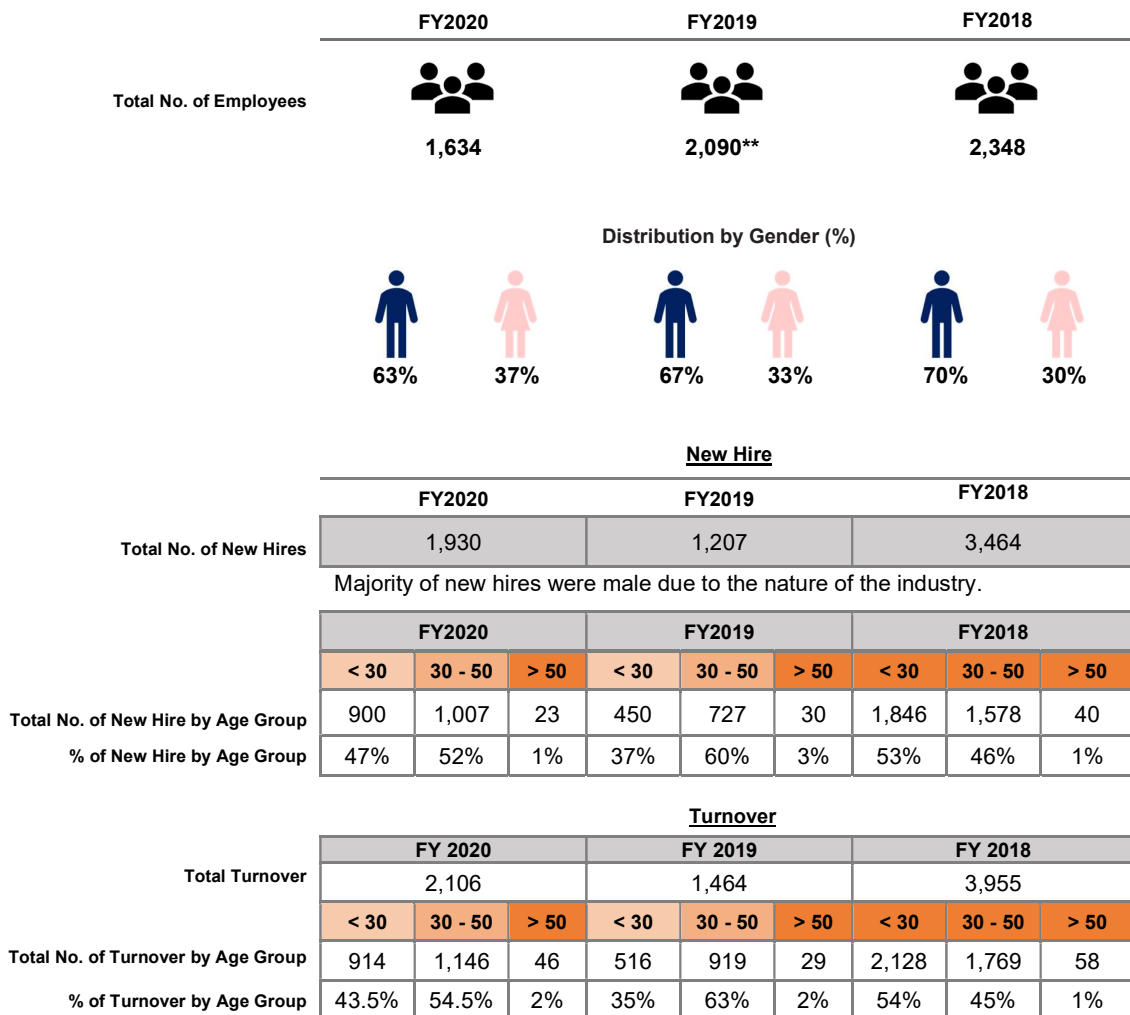 FY2020 FY2019 FY2018
Total No. of Employees
1,634 2,090** 2,348
Distribution by Gender (%)
63% 37% 67% 33% 70% 30%
New Hire
FY2020 FY2019 FY2018
Total No. of New Hires 1,930 1,207 3,464
Majority of new hires were male due to the nature of the industry.
FY2020 FY2019 FY2018
< 30 30 - 50 > 50 < 30 30 - 50 > 50 < 30 30 - 50 > 50
Total No. of New Hire by Age Group 900 1,007 23 450 727 30 1,846 1,578 40
% of New Hire by Age Group 47% 52% 1% 37% 60% 3% 53% 46% 1%
Turnover
FY 2020 FY 2019 FY 2018
Total Turnover 2,106 1,464 3,955
< 30 30 - 50 > 50 < 30 30 - 50 > 50 < 30 30 - 50 > 50
Total No. of Turnover by Age Group 914 1,146 46 516 919 29 2,128 1,769 58
% of Turnover by Age Group 43.5% 54.5% 2% 35% 63% 2% 54% 45% 1%